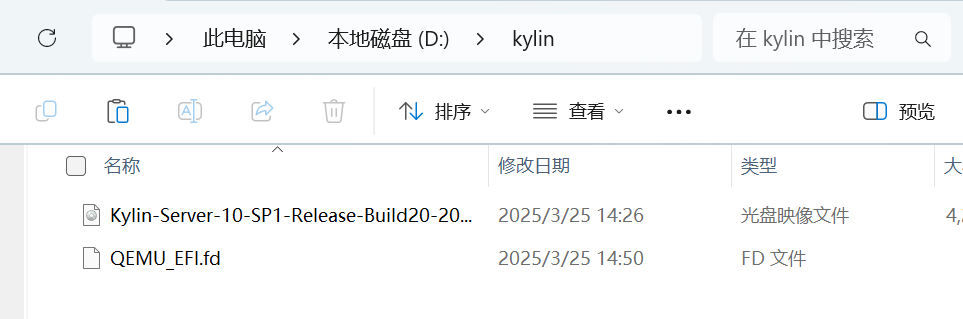 此电脑 本地磁盘 (D:) kylin 在 kylin 中搜索
排序 查看 预览
名称 修改日期 类型
Kylin-Server-10-SP1-Release-Build20-20... 2025/3/25 14:26 光盘映像文件
QEMU_EFI.fd 2025/3/25 14:50 FD 文件